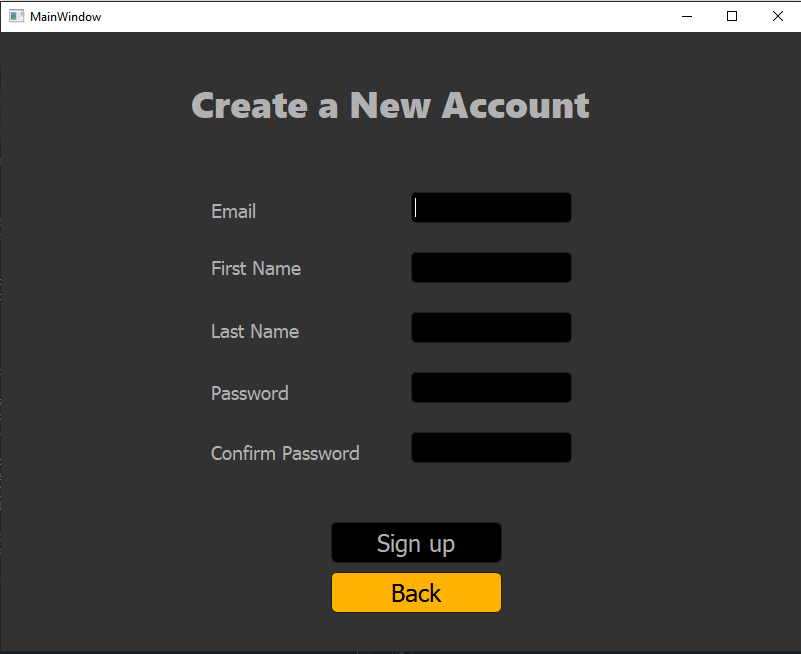 MainWindow
Create a New Account
Email
First Name
Last Name
Password
Confirm Password
Sign up
Back